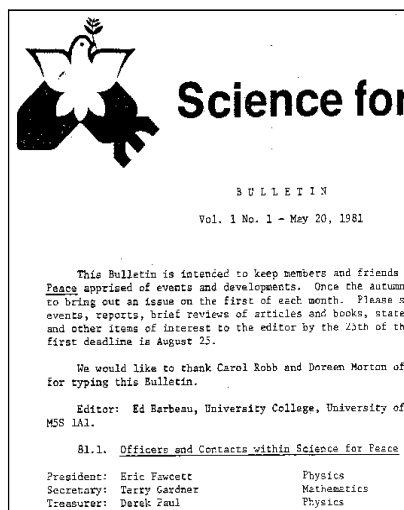 Science for
BULLETIN
Vol. 1 No. 1 - May 20, 1981
This Bulletin is intended to keep members and friends
Peace apprised of events and developments. Once the autumn
to bring out an issue on the first of each month. Please s
events, reports, brief reviews of articles and books, state
and other items of interest to the editor by the 25th of th
first deadline is August 25.
We would like to thank Carol Robb and Doreen Morton of
for typing this Bulletin.
Editor: Ed Barbeau, University College, University of
M5S 1A1.
81.1. Officers and Contacts within Science for Peace
President: Eric Fawcett Physics
Secretary: Terry Gardner Mathematics
Treasurer: Derek Paul Physics